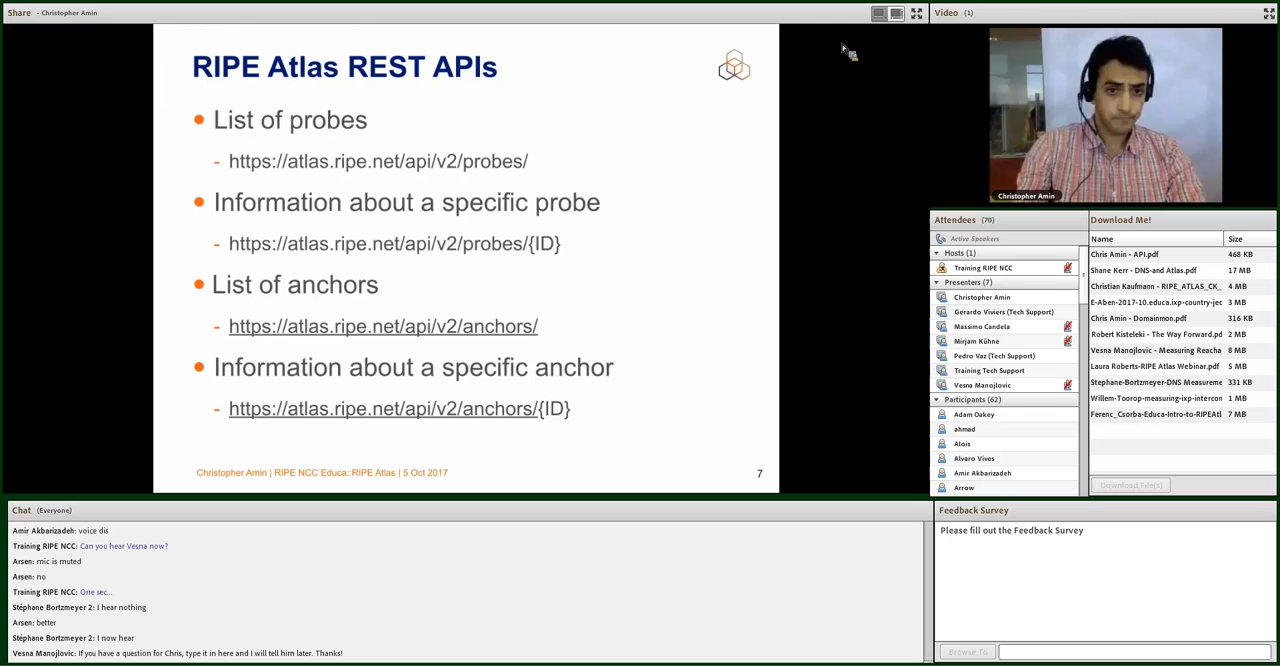 Share - Christopher Amin
RIPE Atlas REST APIs
List of probes
- https://atlas.ripe.net/api/v2/probes/
Information about a specific probe
- https://atlas.ripe.net/api/v2/probes/{ID}
List of anchors
- https://atlas.ripe.net/api/v2/anchors/
Information about a specific anchor
- https://atlas.ripe.net/api/v2/anchors/{ID}
Christopher Amin | RIPE NCC Educa::RIPE Atlas | 5 Oct 2017
7
Video (1)
Christopher Amin
Attendees (70)
Active Speakers
Hosts (1)
Training RIPE NCC
Presenters (7)
Christopher Amin
Gerardo Viviers (Tech Support)
Massimo Candela
Mirjam Kühne
Pedro Vaz (Tech Support)
Training Tech Support
Vesna Manojlovic
Participants (62)
Adam Oakey
ahmad
Alois
Alvaro Vives
Amir Akbarizadeh
Arrow
Download Me!
Name Size
Chris Amin - API.pdf 468 KB
Shane Kerr - DNS-and Atlas.pdf 17 MB
Christian Kaufmann - RIPE_ATLAS_CK_ 4 MB
E-Aben-2017-10.educa.ixp-country-jec 3 MB
Chris Amin - Domainmon.pdf 316 KB
Robert Kisteleki - The Way Forward.pd 2 MB
Vesna Manojlovic - Measuring Reacha 8 MB
Laura Roberts-RIPE Atlas Webinar.pdf 5 MB
Stephane-Bortzmeyer-DNS Measureme 331 KB
Willem-Toorop-measuring-ixp-intercon 1 MB
Ferenc_Csorba-Educa-Intro-to-RIPEAtl 7 MB
Download File(s)
Chat (Everyone)
Amir Akbarizadeh: voice dis
Training RIPE NCC: Can you hear Vesna now?
Arsen: mic is muted
Arsen: no
Training RIPE NCC: One sec...
Stéphane Bortzmeyer 2: I hear nothing
Arsen: better
Stéphane Bortzmeyer 2: I now hear
Vesna Manojlovic: If you have a question for Chris, type it in here and I will tell him later. Thanks!
Feedback Survey
Please fill out the Feedback Survey
Browse To